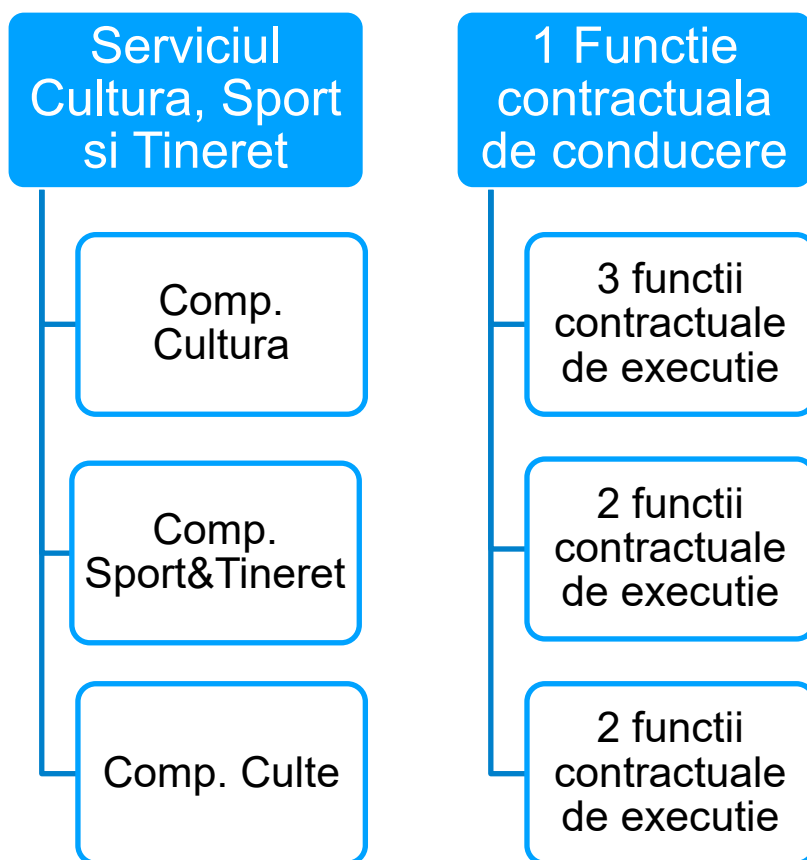 Serviciul
Cultura, Sport
si Tineret
Comp.
Cultura
Comp.
Sport&Tineret
Comp. Culte
1 Functie
contractuala
de conducere
3 functii
contractuale
de executie
2 functii
contractuale
de executie
2 functii
contractuale
de executie